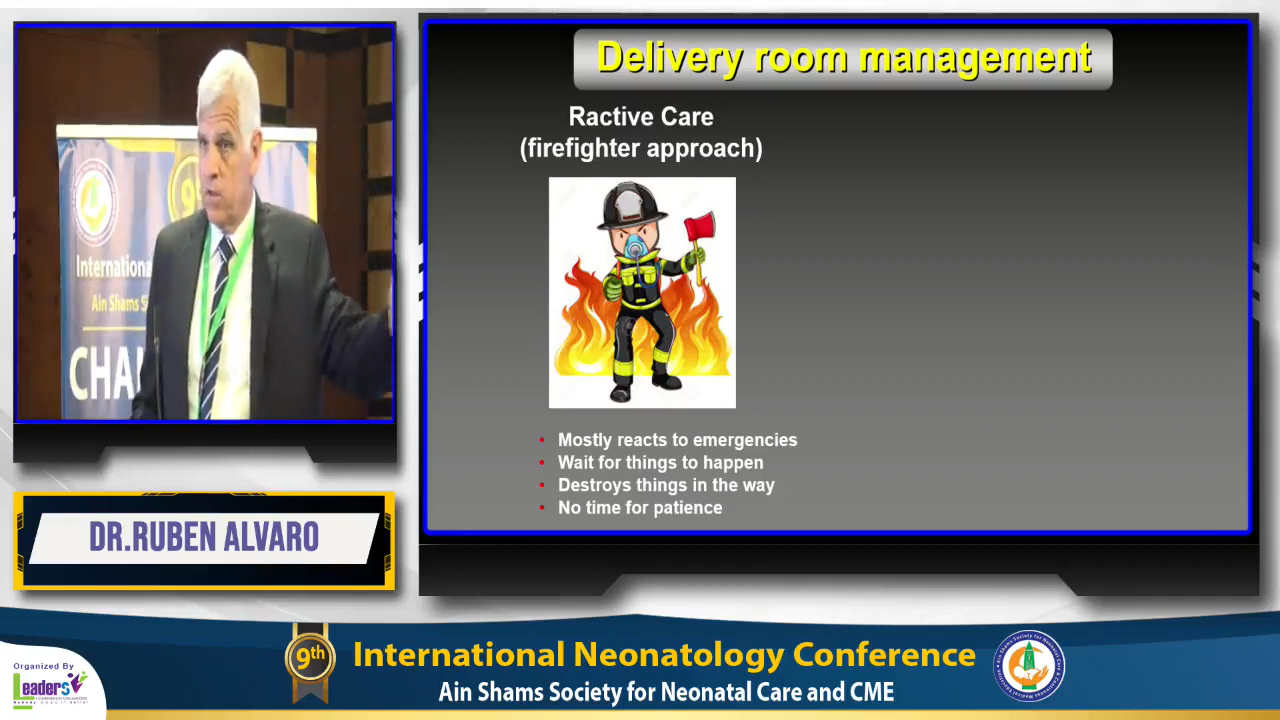 Delivery room management
Ractive Care
(firefighter approach)
• Mostly reacts to emergencies
• Wait for things to happen
• Destroys things in the way
• No time for patience
International
Ain Shams S
CHAL
DR.RUBEN ALVARO
9th
International Neonatology Conference
Ain Shams Society for Neonatal Care and CME
Organized By
Leaders